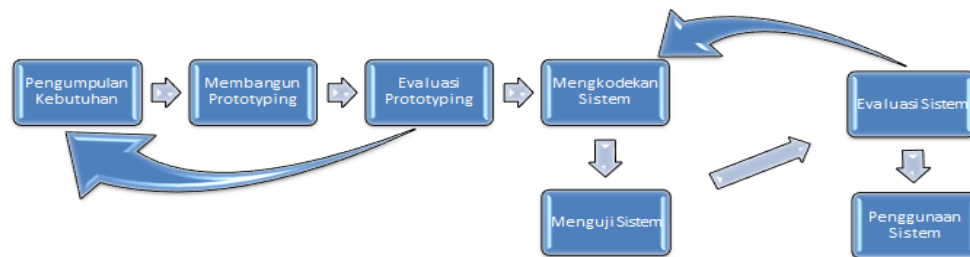 Pengumpulan
Kebutuhan
Membangun
Prototyping
Evaluasi
Prototyping
Mengkodekan
Sistem
Menguji Sistem
Evaluasi Sistem
Penggunaan
Sistem